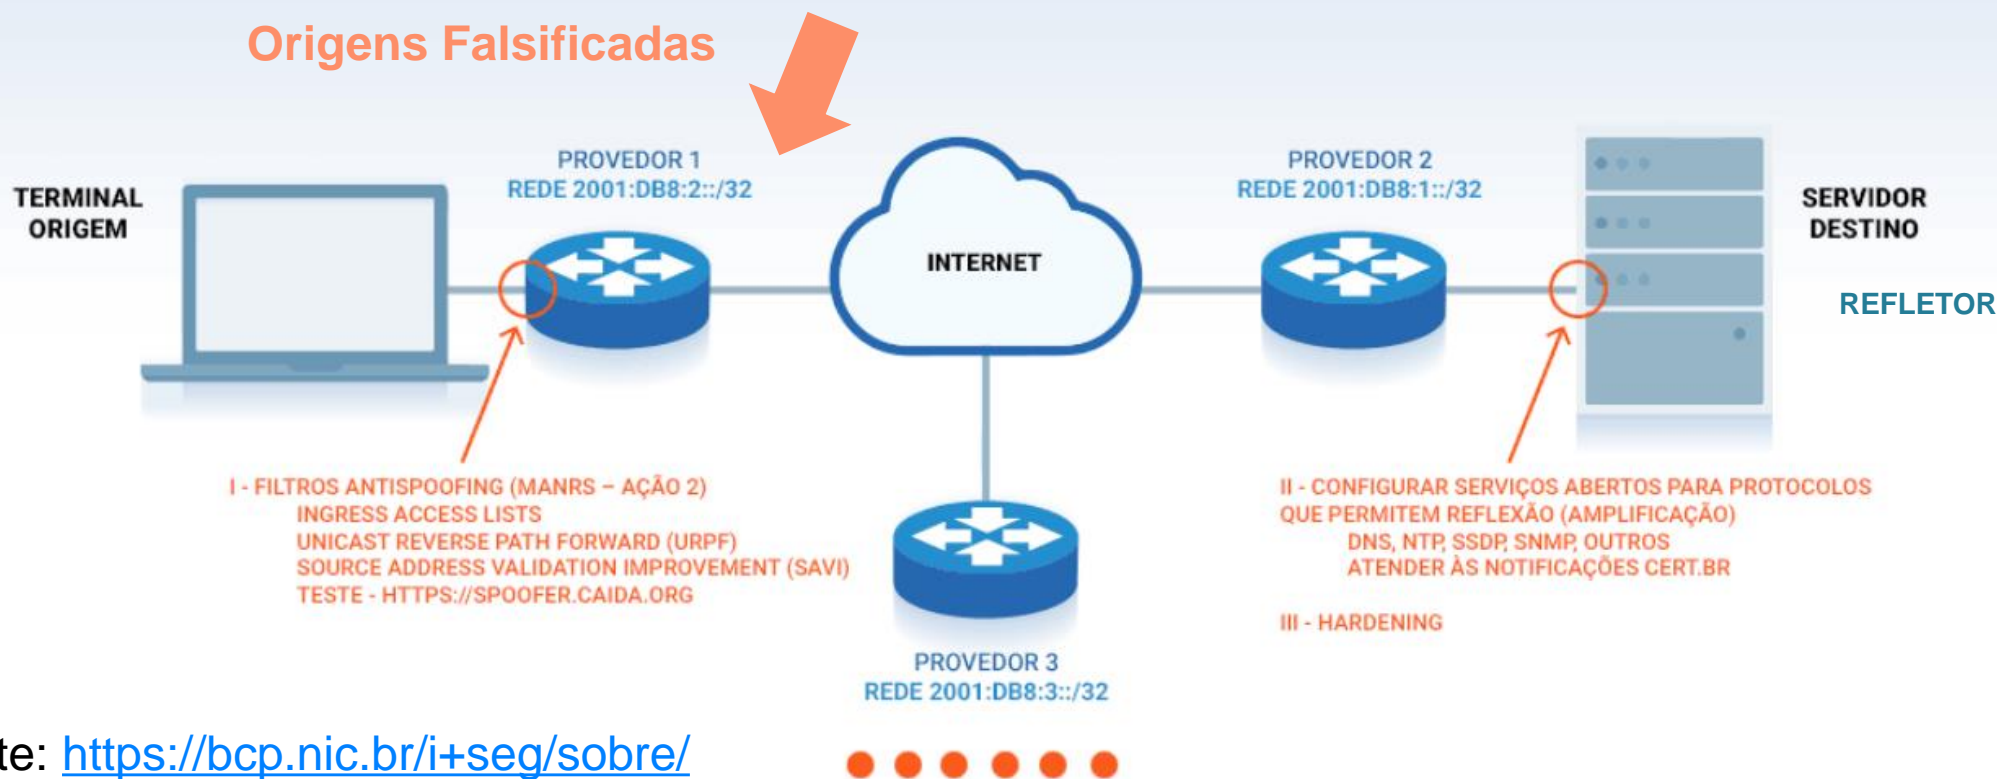 Origens Falsificadas
PROVEDOR 1
REDE 2001:DB8:2::/32
PROVEDOR 2
REDE 2001:DB8:1::/32
TERMINAL
ORIGEM
INTERNET
SERVIDOR
DESTINO
REFLETOR
I - FILTROS ANTISPOOFING (MANRS – AÇÃO 2)
INGRESS ACCESS LISTS
UNICAST REVERSE PATH FORWARD (URPF)
SOURCE ADDRESS VALIDATION IMPROVEMENT (SAVI)
TESTE - HTTPS://SPOOFER.CAIDA.ORG
II - CONFIGURAR SERVIÇOS ABERTOS PARA PROTOCOLOS
QUE PERMITEM REFLEXÃO (AMPLIFICAÇÃO)
DNS, NTP, SSDP, SNMP, OUTROS
ATENDER ÀS NOTIFICAÇÕES CERT.BR
III - HARDENING
PROVEDOR 3
REDE 2001:DB8:3::/32
te: https://bcp.nic.br/i+seg/sobre/